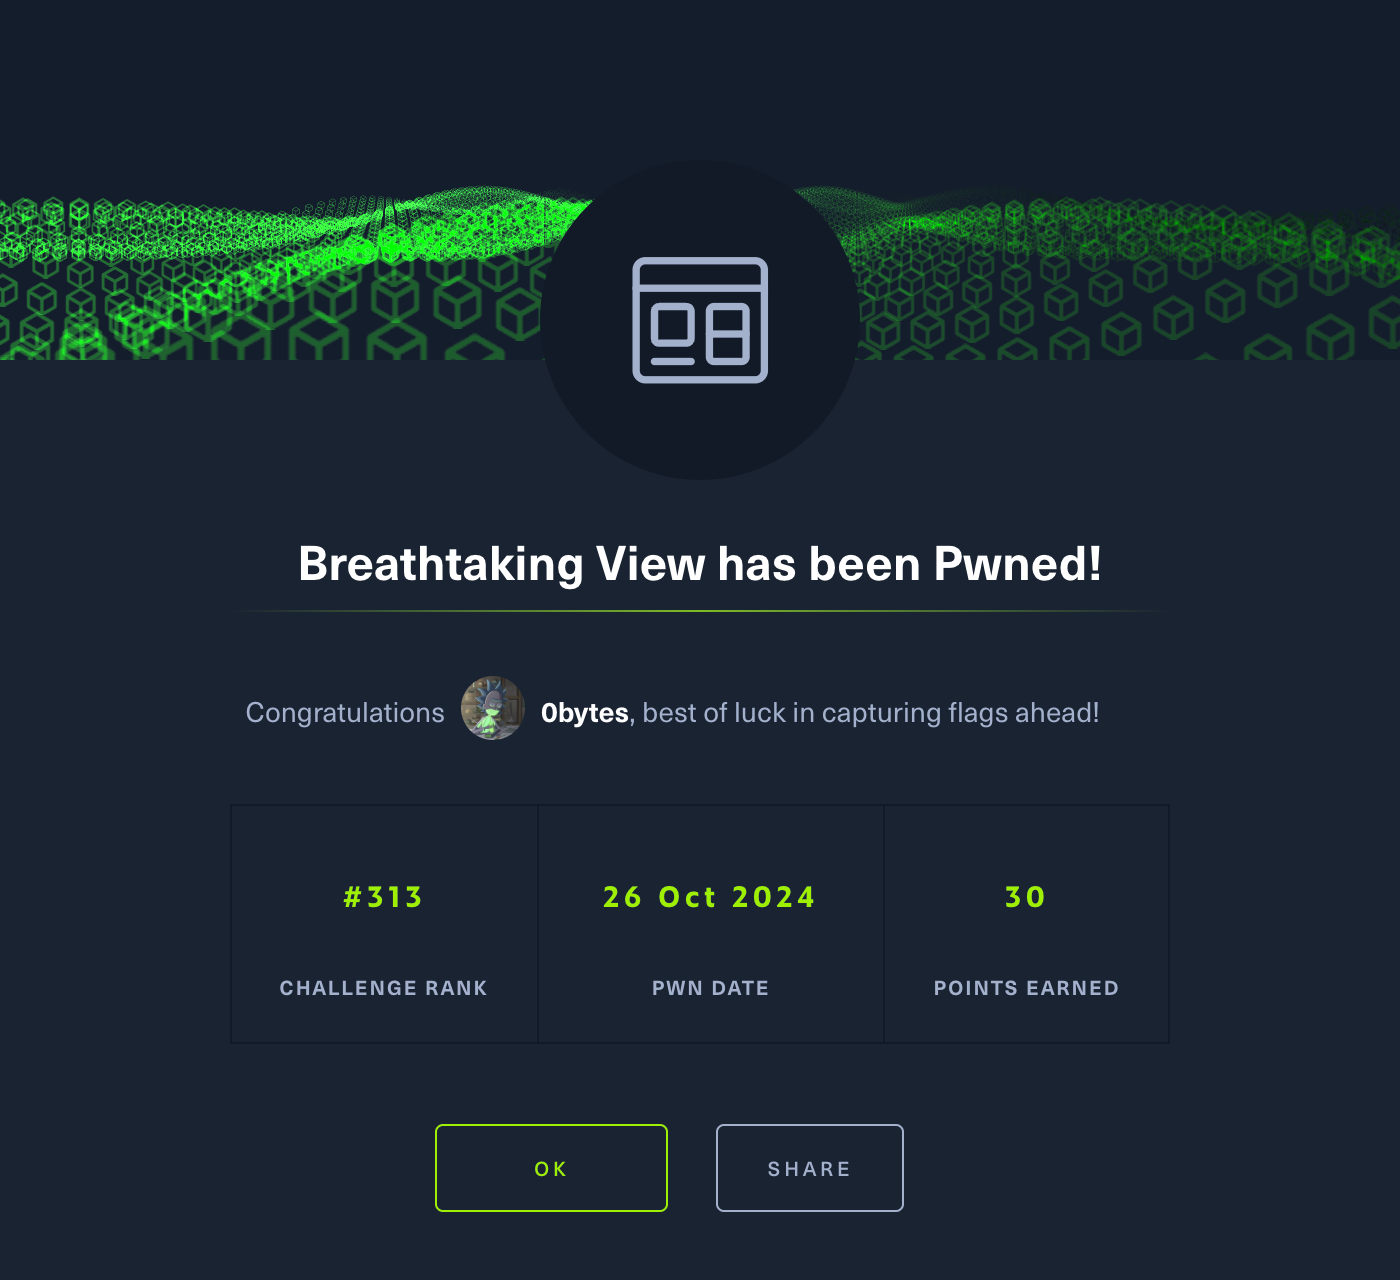 Breathtaking View has been Pwned!
Congratulations 0bytes, best of luck in capturing flags ahead!
#313 26 Oct 2024 30
CHALLENGE RANK PWN DATE POINTS EARNED
OK SHARE